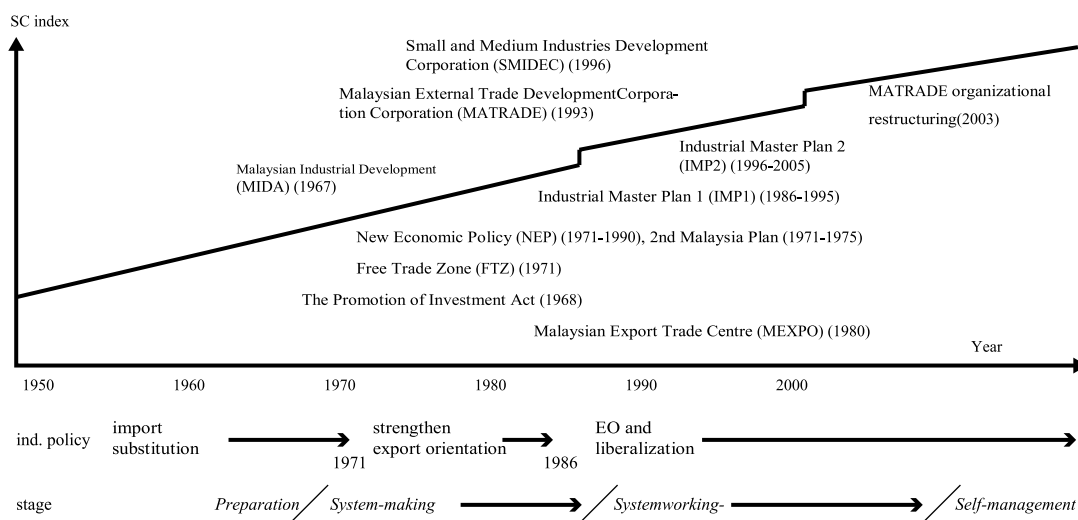 SC index
Small and Medium Industries Development
Corporation (SMIDEC) (1996)
Malaysian External Trade DevelopmentCorpora-
tion Corporation (MATRADE) (1993)
MATRADE organizational
restructuring(2003)
Industrial Master Plan 2
(IMP2) (1996-2005)
Malaysian Industrial Development
(MIDA) (1967)
Industrial Master Plan 1 (IMP1) (1986-1995)
New Economic Policy (NEP) (1971-1990), 2nd Malaysia Plan (1971-1975)
Free Trade Zone (FTZ) (1971)
The Promotion of Investment Act (1968)
Malaysian Export Trade Centre (MEXPO) (1980)
Year
1950 1960 1970 1980 1990 2000
ind. policy
import
substitution
1971
strengthen
export orientation
1986
EO and
liberalization
stage
Preparation
System-making
Systemworking-
Self-management